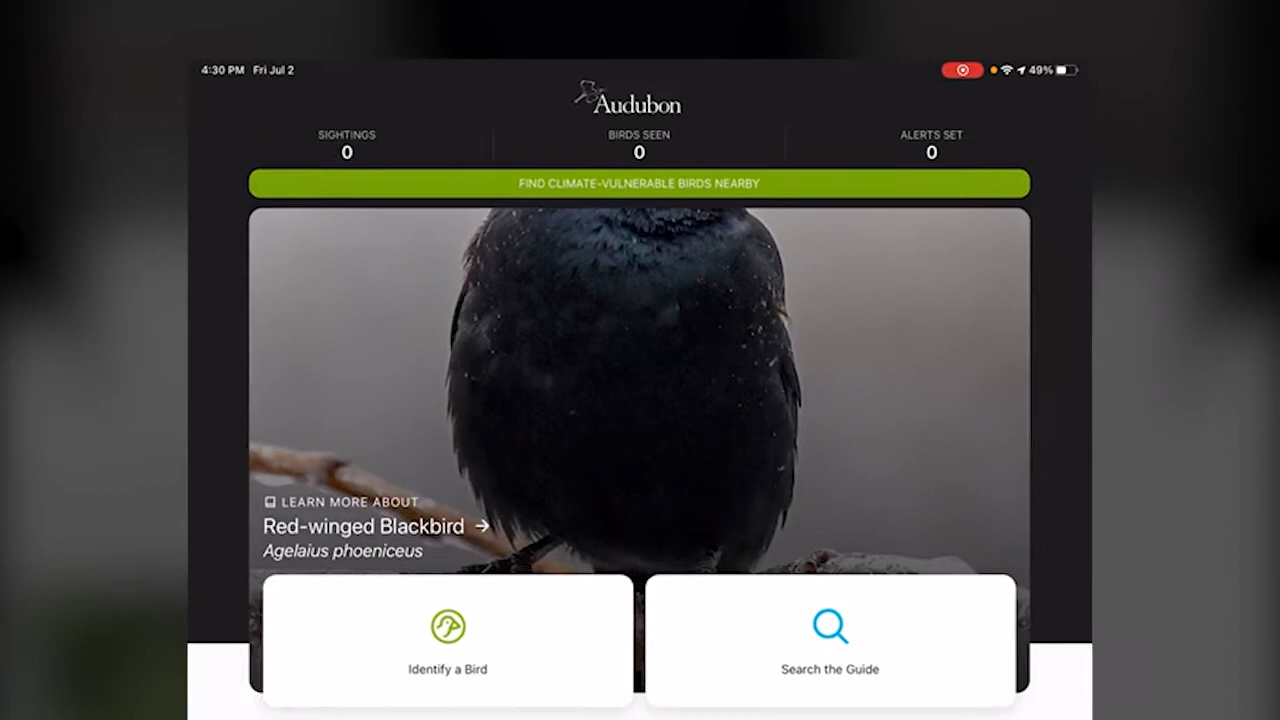 4:30 PM Fri Jul 2
49%
Audubon
SIGHTINGS
0
BIRDS SEEN
0
ALERTS SET
0
FIND CLIMATE-VULNERABLE BIRDS NEARBY
LEARN MORE ABOUT
Red-winged Blackbird →
Agelaius phoeniceus
Identify a Bird
Search the Guide